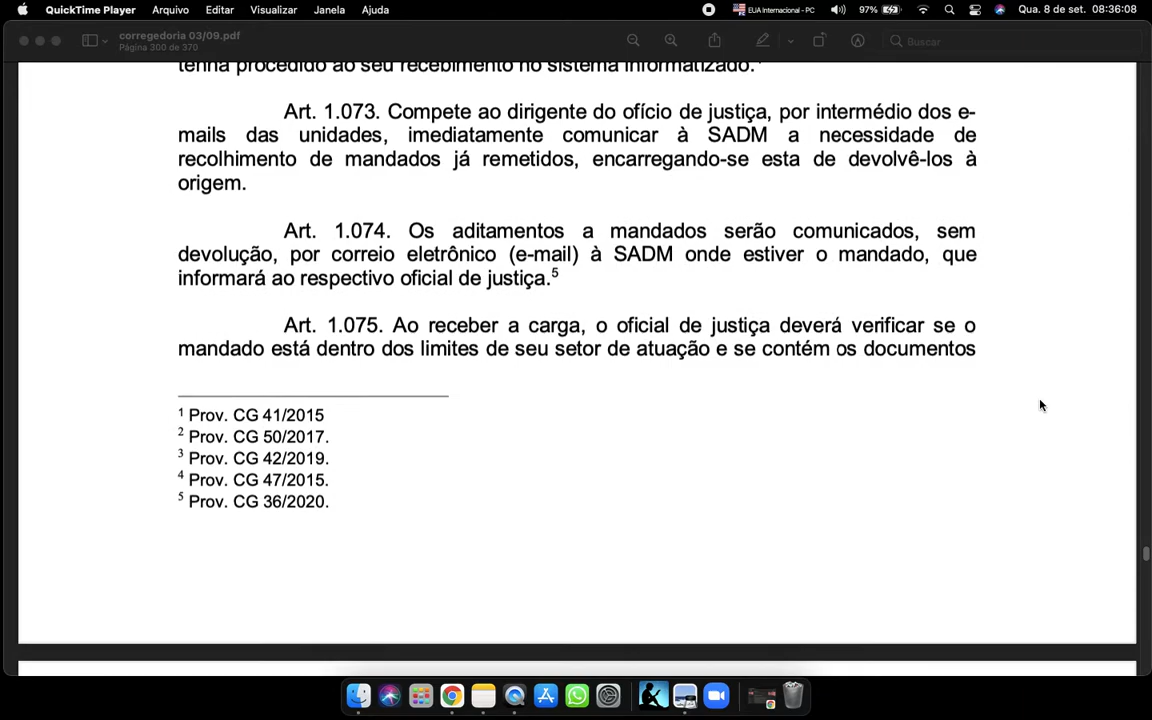 QuickTime Player Arquivo Editar Visualizar Janela Ajuda EUA Internacional - PC 97% Qua. 8 de set. 08:36:08
corregedoria 03/09.pdf
Página 300 de 370
Buscar
tenha procedido ao seu recebimento no sistema informatizado.
Art. 1.073. Compete ao dirigente do ofício de justiça, por intermédio dos e-
mails das unidades, imediatamente comunicar à SADM a necessidade de
recolhimento de mandados já remetidos, encarregando-se esta de devolvê-los à
origem.
Art. 1.074. Os aditamentos a mandados serão comunicados, sem
devolução, por correio eletrônico (e-mail) à SADM onde estiver o mandado, que
informará ao respectivo oficial de justiça.⁵
Art. 1.075. Ao receber a carga, o oficial de justiça deverá verificar se o
mandado está dentro dos limites de seu setor de atuação e se contém os documentos
¹ Prov. CG 41/2015
² Prov. CG 50/2017.
³ Prov. CG 42/2019.
⁴ Prov. CG 47/2015.
⁵ Prov. CG 36/2020.